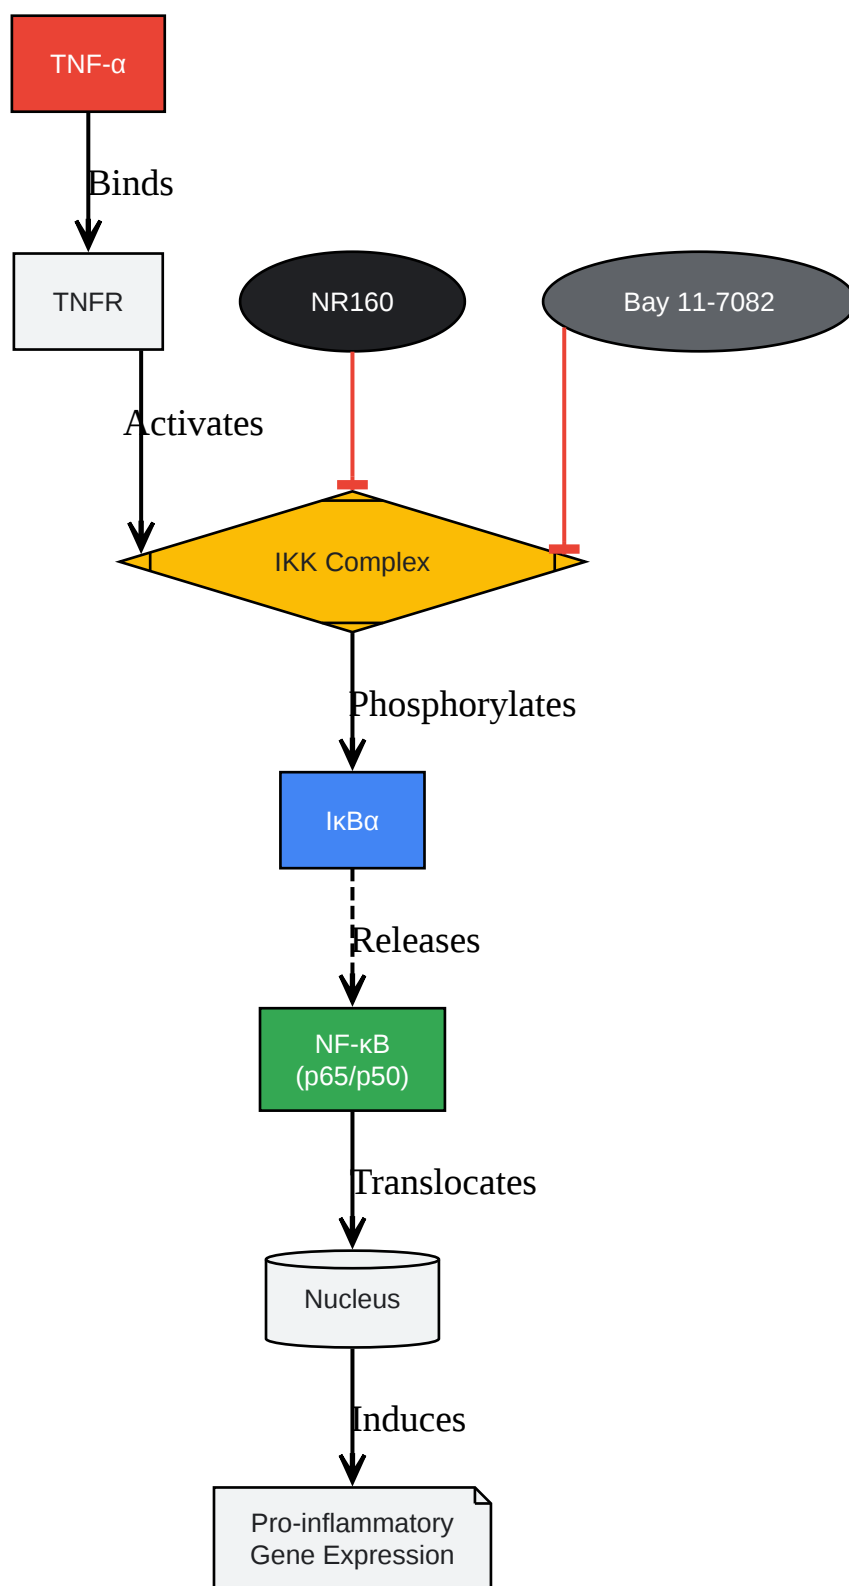 TNF-α
Binds
TNFR
NR160
Bay 11-7082
Activates
IKK Complex
Phosphorylates
IκBα
Releases
NF-κB
(p65/p50)
Translocates
Nucleus
Induces
Pro-inflammatory
Gene Expression